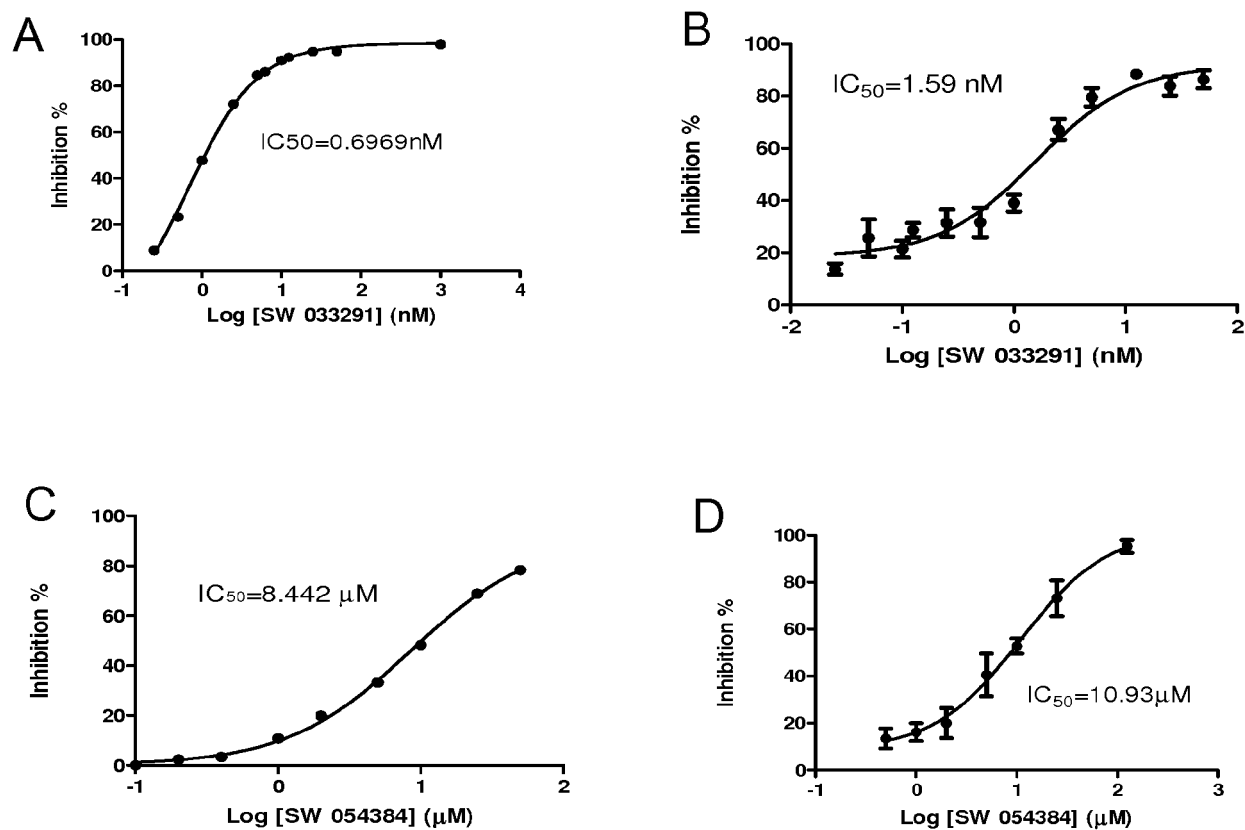 A
100
80
60
40
20
0
Inhibition %
IC50=0.6969nM
-1 0 1 2 3 4
Log [SW 033291] (nM)
B
100
80
60
40
20
0
Inhibition %
IC50=1.59 nM
-2 -1 0 1 2
Log [SW 033291] (nM)
C
100
80
60
40
20
0
Inhibition %
IC50=8.442 μM
-1 0 1 2
Log [SW 054384] (μM)
D
100
80
60
40
20
0
Inhibition %
IC50=10.93μM
-1 0 1 2 3
Log [SW 054384] (μM)